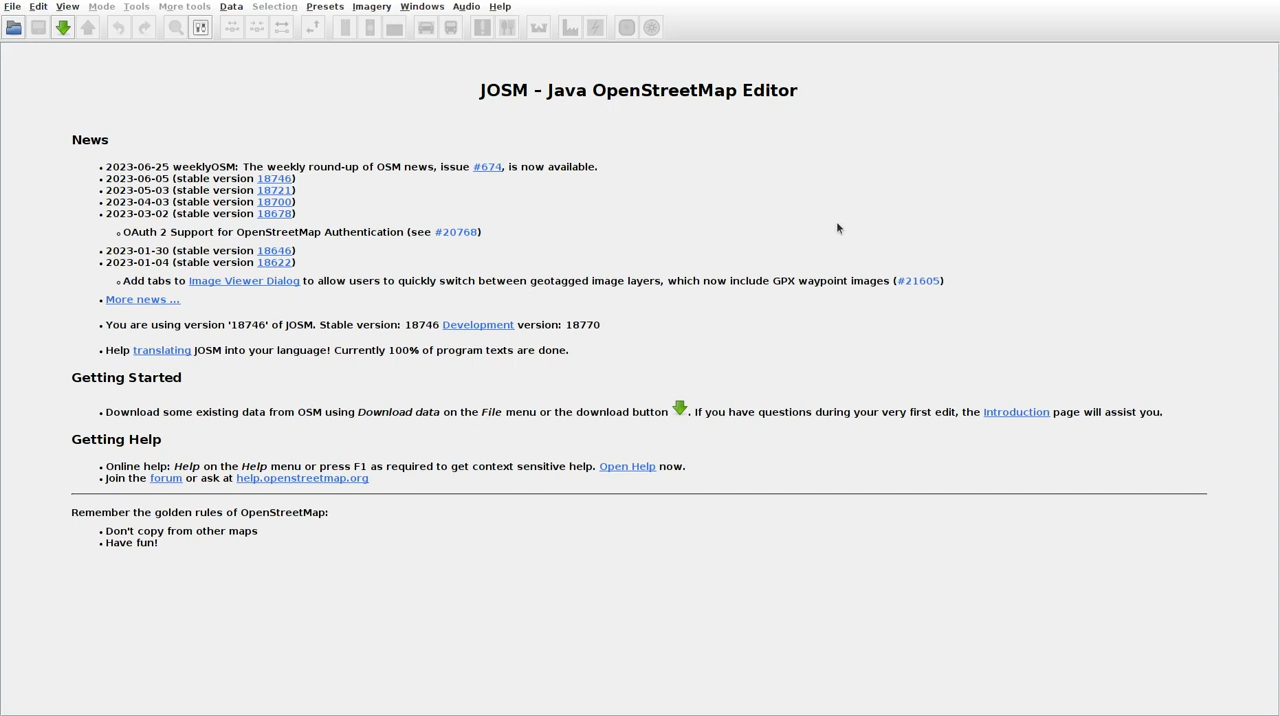 File Edit View Mode Tools More tools Data Selection Presets Imagery Windows Audio Help
JOSM – Java OpenStreetMap Editor
News
• 2023-06-25 weeklyOSM: The weekly round-up of OSM news, issue #674, is now available.
• 2023-06-05 (stable version 18746)
• 2023-05-03 (stable version 18721)
• 2023-04-03 (stable version 18700)
• 2023-03-02 (stable version 18678)
◦ OAuth 2 Support for OpenStreetMap Authentication (see #20768)
• 2023-01-30 (stable version 18646)
• 2023-01-04 (stable version 18622)
◦ Add tabs to Image Viewer Dialog to allow users to quickly switch between geotagged image layers, which now include GPX waypoint images (#21605)
• More news ...
• You are using version '18746' of JOSM. Stable version: 18746 Development version: 18770
• Help translating JOSM into your language! Currently 100% of program texts are done.
Getting Started
• Download some existing data from OSM using Download data on the File menu or the download button . If you have questions during your very first edit, the Introduction page will assist you.
Getting Help
• Online help: Help on the Help menu or press F1 as required to get context sensitive help. Open Help now.
• Join the forum or ask at help.openstreetmap.org
Remember the golden rules of OpenStreetMap:
• Don't copy from other maps
• Have fun!